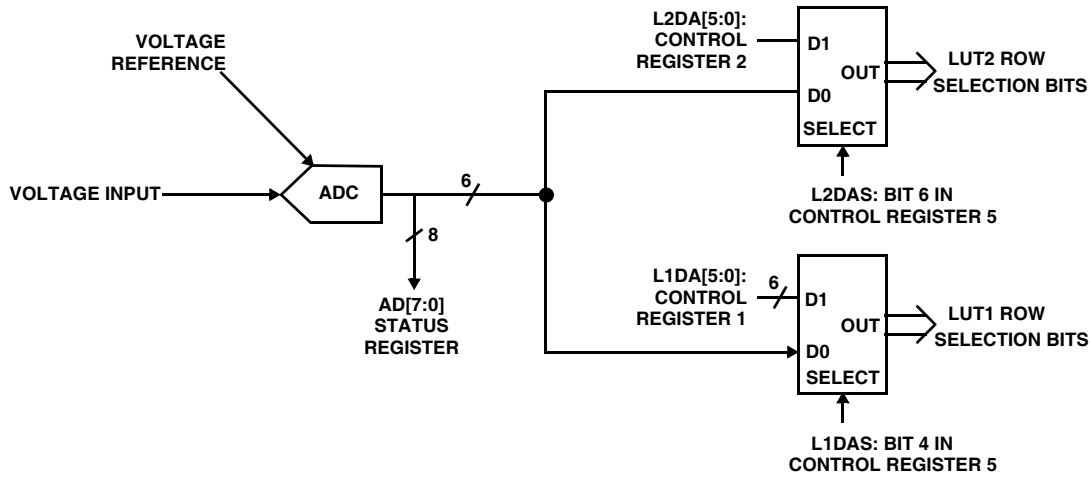 VOLTAGE
REFERENCE
VOLTAGE INPUT
ADC
6
8
AD[7:0]
STATUS
REGISTER
L2DA[5:0]:
CONTROL
REGISTER 2
D1
OUT
D0
SELECT
LUT2 ROW
SELECTION BITS
L2DAS: BIT 6 IN
CONTROL REGISTER 5
L1DA[5:0]:
CONTROL
REGISTER 1
6
D1
OUT
D0
SELECT
LUT1 ROW
SELECTION BITS
L1DAS: BIT 4 IN
CONTROL REGISTER 5